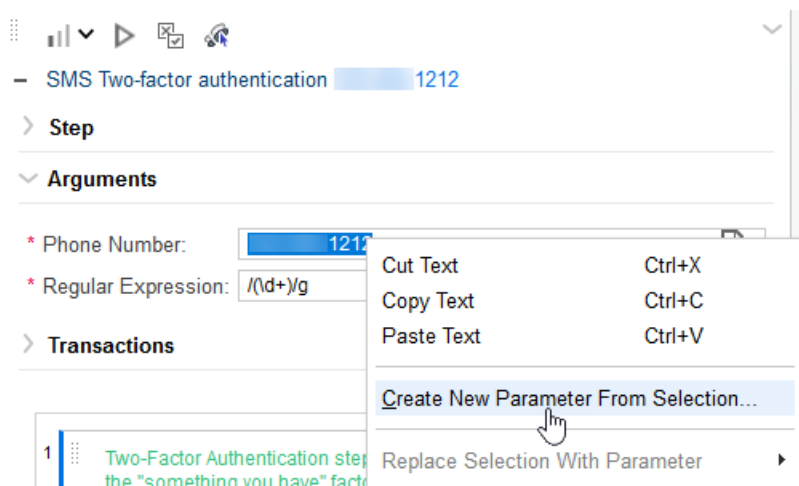 SMS Two-factor authentication 1212
Step
Arguments
* Phone Number: 1212
* Regular Expression: /(\d+)/g
Transactions
Cut Text Ctrl+X
Copy Text Ctrl+C
Paste Text Ctrl+V
Create New Parameter From Selection...
Replace Selection With Parameter
1
Two-Factor Authentication step
the "something you have" facto